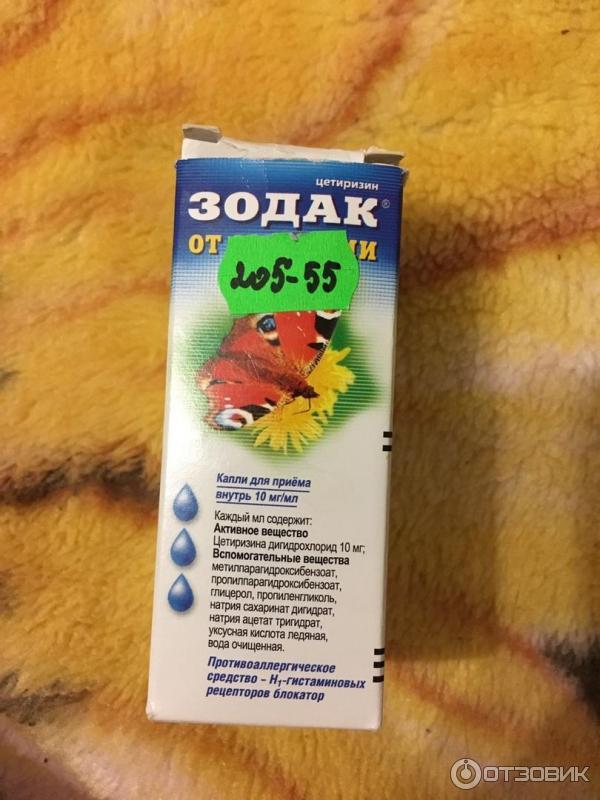 цетиризин
ЗОДАК®
ОТ
205-55
Капли для приёма
внутрь 10 мг/мл
Каждый мл содержит:
Активное вещество
Цетиризина дигидрохлорид 10 мг;
Вспомогательные вещества
метилпарагидроксибензоат,
пропилпарагидроксибензоат,
глицерол, пропиленгликоль,
натрия сахаринат дигидрат,
натрия ацетат тригидрат,
уксусная кислота ледяная,
вода очищенная.
Противоаллергическое
средство – H₁-гистаминовых
рецепторов блокатор
ОТЗОВИК